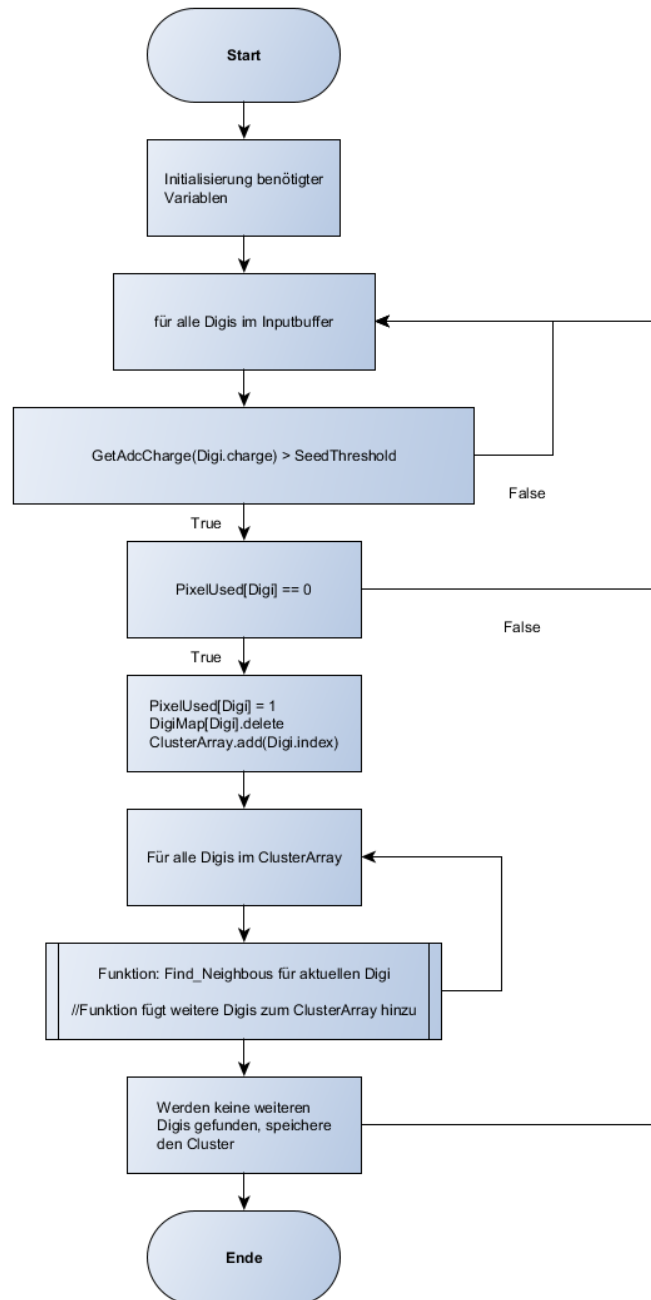 Start
Initialisierung benötigter
Variablen
für alle Digis im Inputbuffer
GetAdcCharge(Digi.charge) > SeedThreshold
False
True
PixelUsed[Digi] == 0
False
True
PixelUsed[Digi] = 1
DigiMap[Digi].delete
ClusterArray.add(Digi.index)
Für alle Digis im ClusterArray
Funktion: Find_Neighbous für aktuellen Digi
//Funktion fügt weitere Digis zum ClusterArray hinzu
Werden keine weiteren
Digis gefunden, speichere
den Cluster
Ende